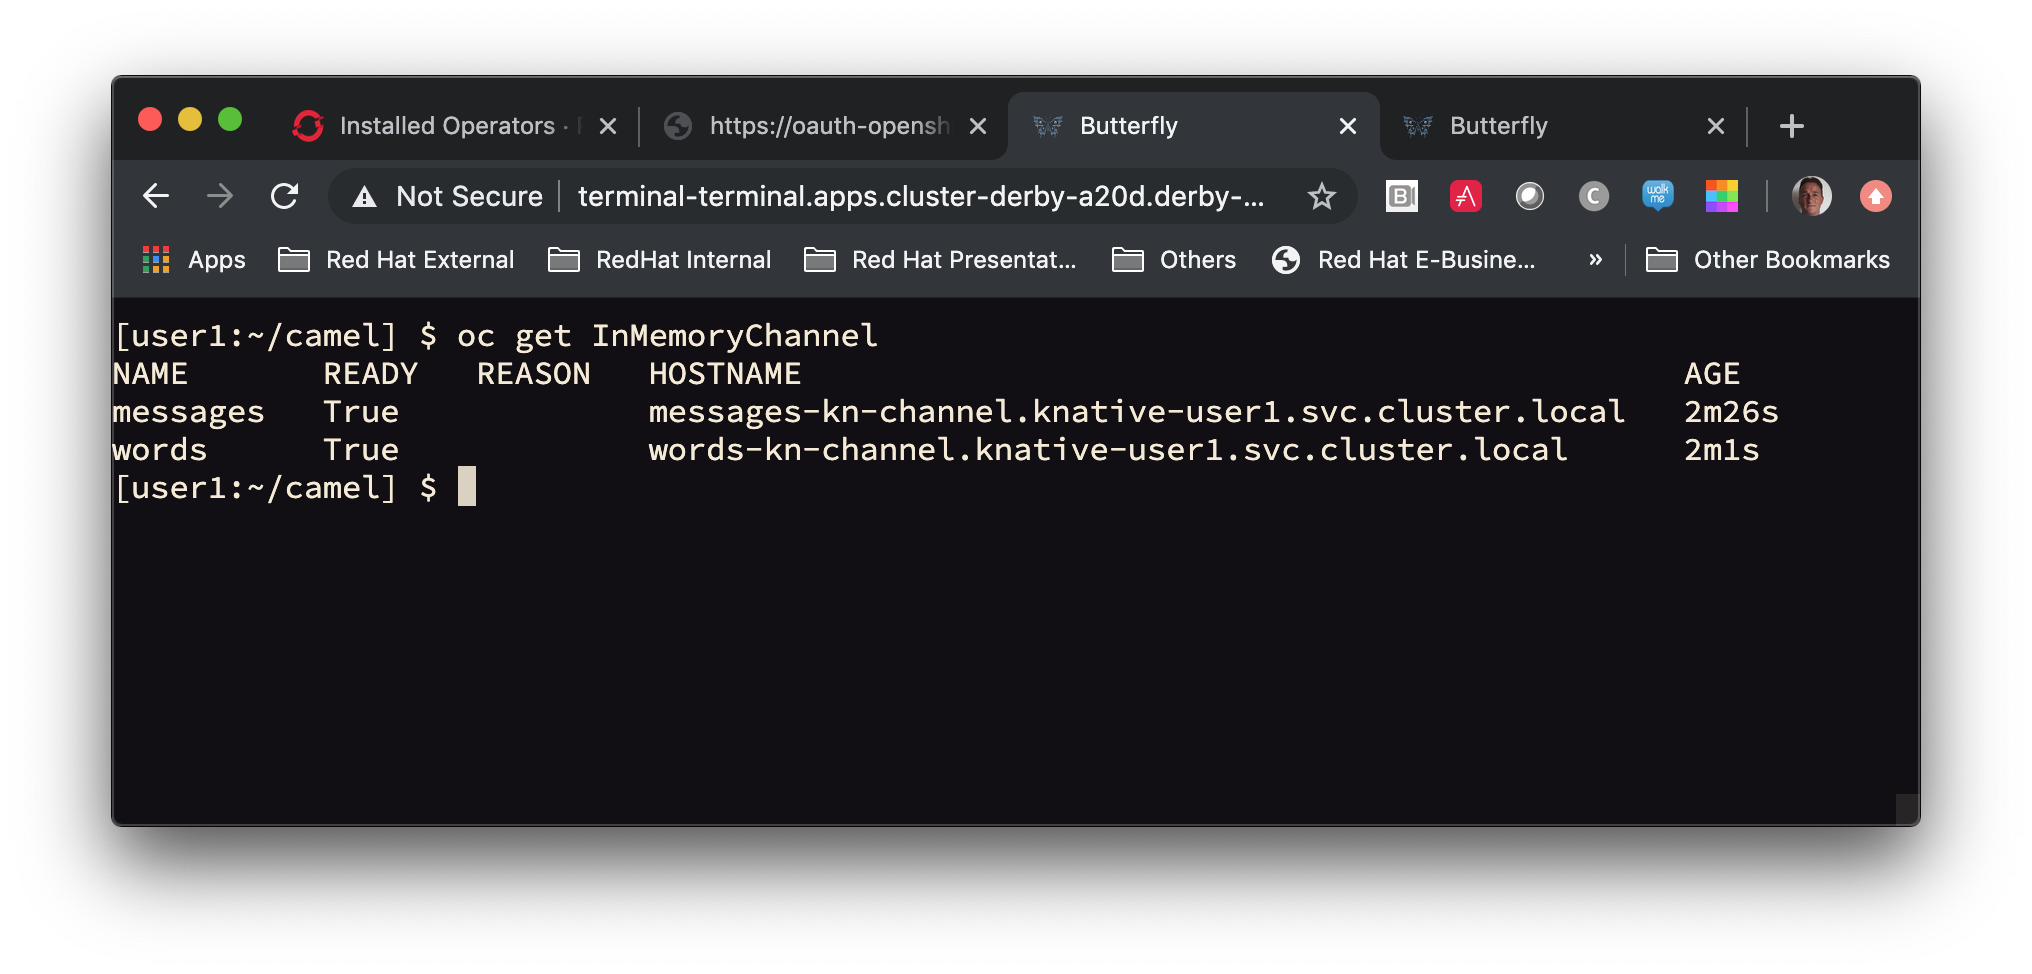 Installed Operators ·
https://oauth-opensh
Butterfly
Butterfly
Not Secure
terminal-terminal.apps.cluster-derby-a20d.derby-...
B
C
walk me
Apps
Red Hat External
RedHat Internal
Red Hat Presentat...
Others
Red Hat E-Busine...
»
Other Bookmarks
[user1:~/camel] $ oc get InMemoryChannel
NAME READY REASON HOSTNAME AGE
messages True messages-kn-channel.knative-user1.svc.cluster.local 2m26s
words True words-kn-channel.knative-user1.svc.cluster.local 2m1s
[user1:~/camel] $